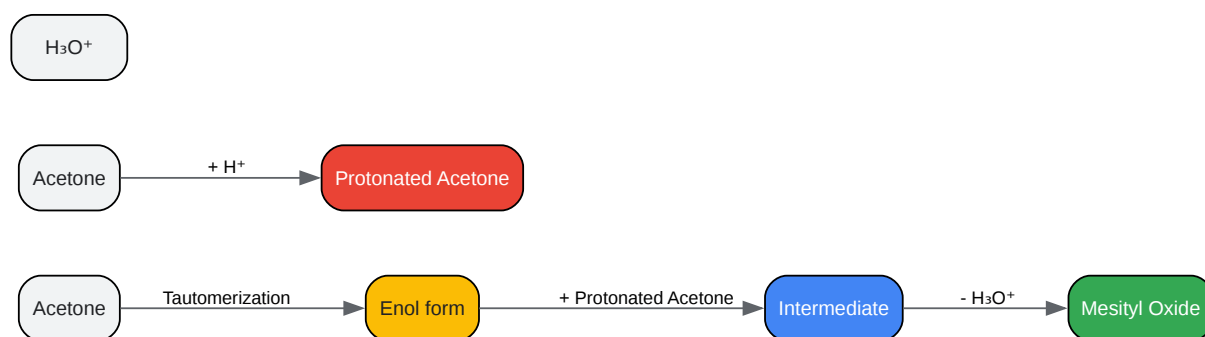 H₃O⁺
Acetone
+ H⁺
Protonated Acetone
Acetone
Tautomerization
Enol form
+ Protonated Acetone
Intermediate
- H₃O⁺
Mesityl Oxide